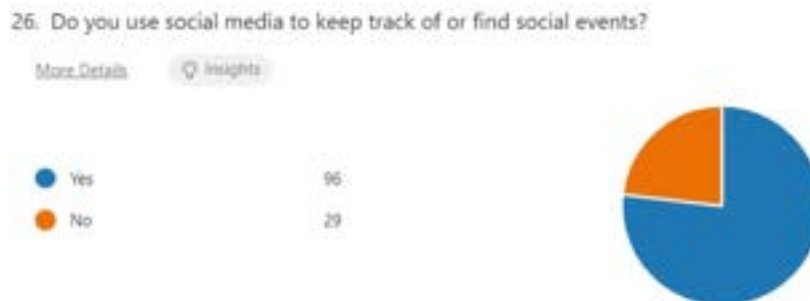 26. Do you use social media to keep track of or find social events?
More Details
Insights
Yes 96
No 29